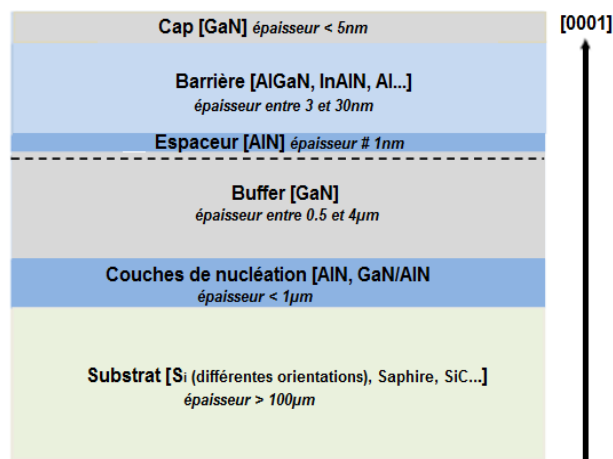 Cap [GaN] épaisseur < 5nm
[0001]
Barrière [AlGaN, InAlN, Al...]
épaisseur entre 3 et 30nm
Espaceur [AlN] épaisseur # 1nm
Buffer [GaN]
épaisseur entre 0.5 et 4µm
Couches de nucléation [AlN, GaN/AlN
épaisseur < 1µm
Substrat [Si (différentes orientations), Saphire, SiC...]
épaisseur > 100µm